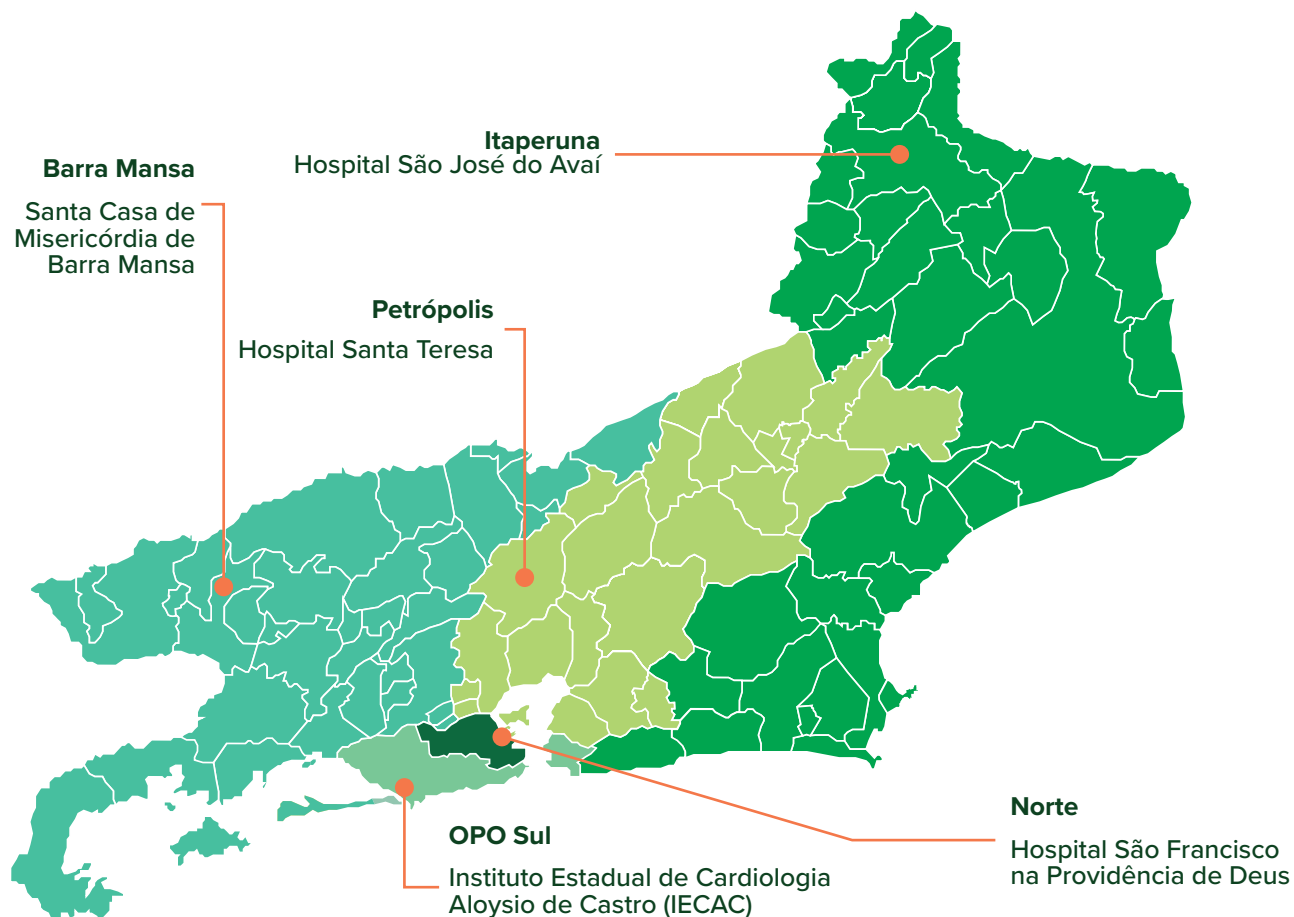 Itaperuna
Hospital São José do Avaí
Barra Mansa
Santa Casa de
Misericórdia de
Barra Mansa
Petrópolis
Hospital Santa Teresa
OPO Sul
Instituto Estadual de Cardiologia
Aloysio de Castro (IECAC)
Norte
Hospital São Francisco
na Providência de Deus